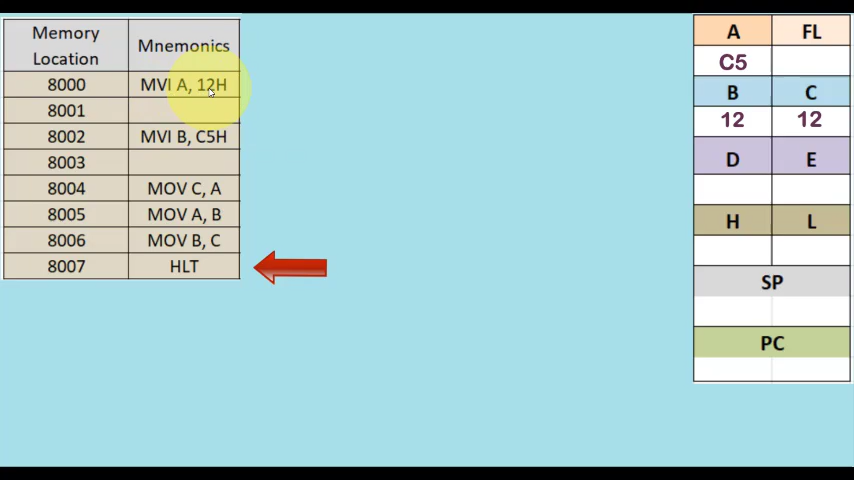 Memory Location Mnemonics
8000 MVI A, 12H
8001
8002 MVI B, C5H
8003
8004 MOV C, A
8005 MOV A, B
8006 MOV B, C
8007 HLT
A FL
C5
B C
12 12
D E
H L
SP
PC